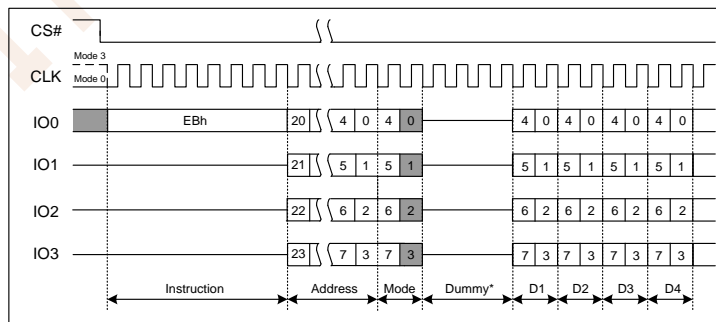 CS#
Mode 3
CLK
Mode 0
IO0 EBh 20 4 0 4 0 4 0 4 0 4 0 4 0
IO1 21 5 1 5 1 5 1 5 1 5 1 5 1
IO2 22 6 2 6 2 6 2 6 2 6 2 6 2
IO3 23 7 3 7 3 7 3 7 3 7 3 7 3
Instruction Address Mode Dummy* D1 D2 D3 D4